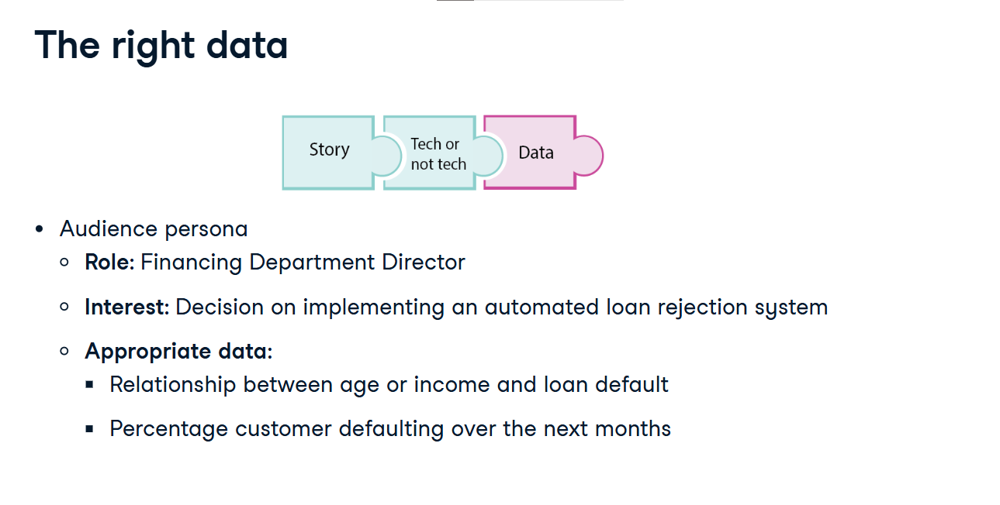 The right data
Story
Tech or
not tech
Data
• Audience persona
○ Role: Financing Department Director
○ Interest: Decision on implementing an automated loan rejection system
○ Appropriate data:
▪ Relationship between age or income and loan default
▪ Percentage customer defaulting over the next months